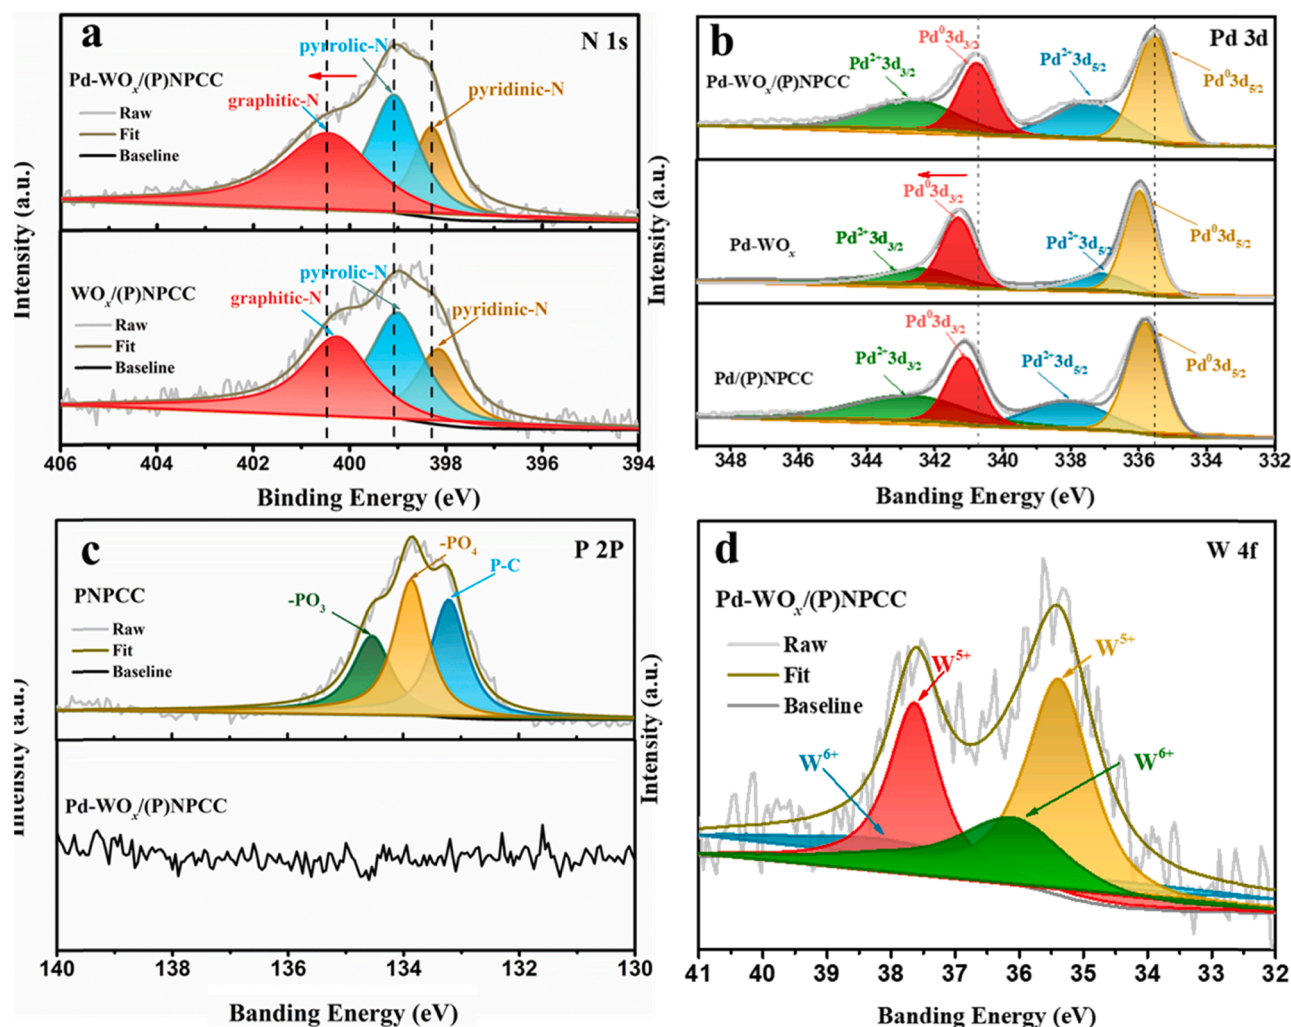 a
N 1s
Pd-WOx/(P)NPCC
Raw
Fit
Baseline
pyrrolic-N
graphitic-N
pyridinic-N
WOx/(P)NPCC
Raw
Fit
Baseline
pyrrolic-N
graphitic-N
pyridinic-N
Intensity (a.u.)
406 404 402 400 398 396 394
Binding Energy (eV)
b
Pd 3d
Pd-WOx/(P)NPCC
Pd2+3d3/2
Pd03d3/2
Pd2+3d5/2
Pd03d5/2
Pd-WOx
Pd2+3d3/2
Pd03d3/2
Pd2+3d5/2
Pd03d5/2
Pd/(P)NPCC
Pd2+3d3/2
Pd03d3/2
Pd2+3d5/2
Pd03d5/2
Intensity (a.u.)
348 346 344 342 340 338 336 334 332
Banding Energy (eV)
c
P 2P
PNPCC
Raw
Fit
Baseline
-PO3
-PO4
P-C
Pd-WOx/(P)NPCC
Intensity (a.u.)
140 138 136 134 132 130
Banding Energy (eV)
d
W 4f
Pd-WOx/(P)NPCC
Raw
Fit
Baseline
W6+
W5+
W5+
W6+
Intensity (a.u.)
41 40 39 38 37 36 35 34 33 32
Banding Energy (eV)